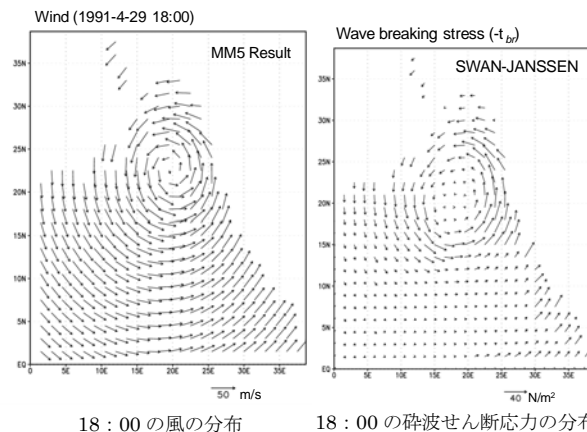 Wind (1991-4-29 18:00)
MM5 Result
35N
30N
25N
20N
15N
10N
5N
EQ
0
5E
10E
15E
20E
25E
30E
35E
50 m/s
18：00 の風の分布
Wave breaking stress (-t_br)
SWAN-JANSSEN
35N
30N
25N
20N
15N
10N
5N
EQ
0
5E
10E
15E
20E
25E
30E
35E
40 N/m²
18：00 の砕波せん断応力の分布